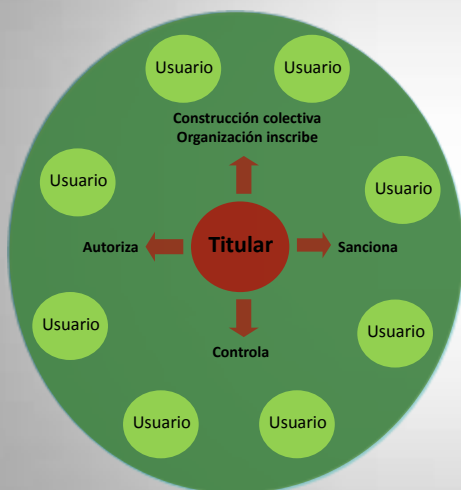 Usuario
Usuario
Construcción colectiva
Organización inscribe
Usuario
Usuario
Autoriza
Titular
Sanciona
Usuario
Usuario
Controla
Usuario
Usuario